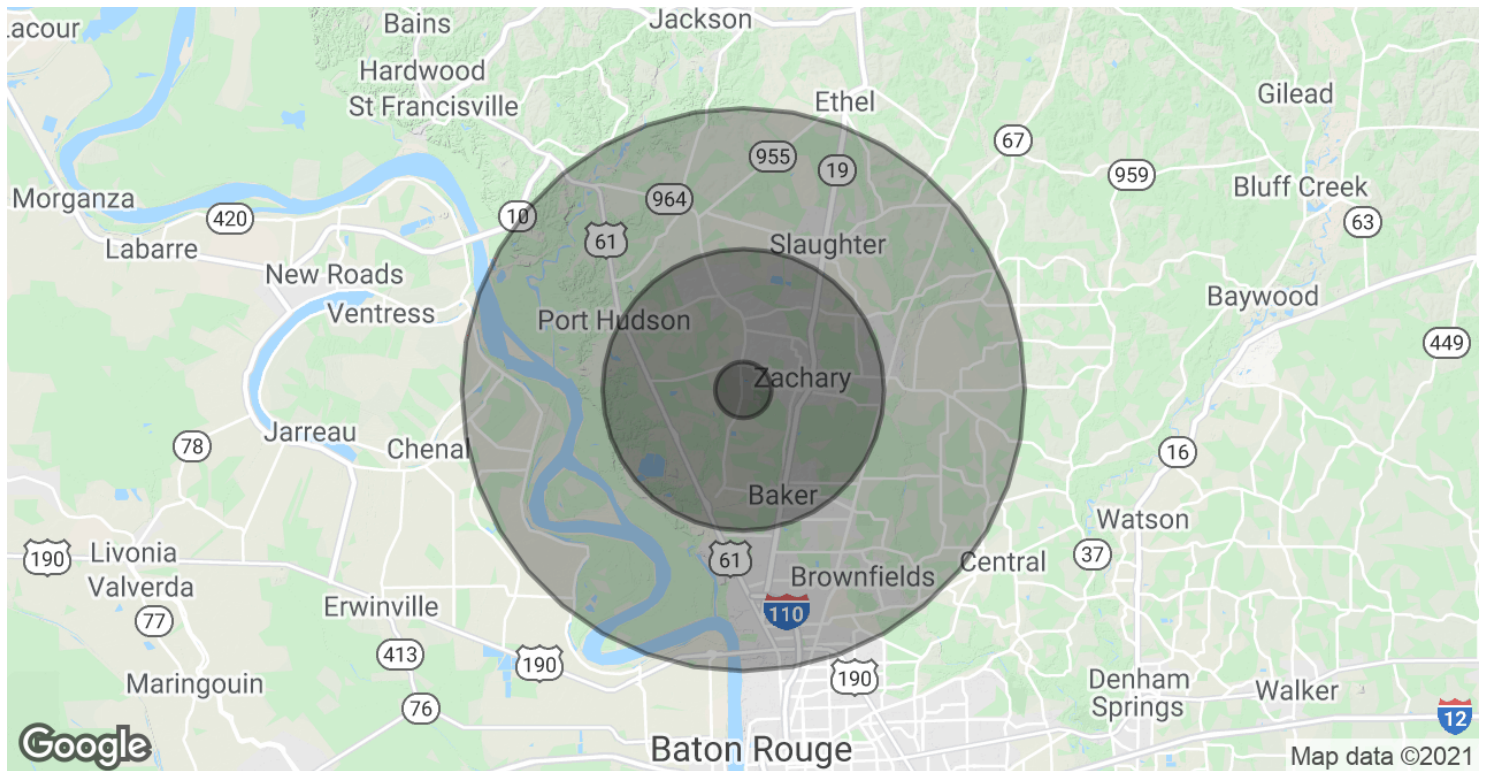 Lacour
Bains
Jackson
Hardwood
St Francisville
Ethel
Gilead
67
955
19
959
Morganza
964
Bluff Creek
420
10
63
61
Labarre
Slaughter
New Roads
Baywood
Ventress
Port Hudson
449
Zachary
Jarreau
78
Chenal
16
Baker
Watson
190
Livonia
61
37
Central
Valverda
Brownfields
Erwinville
110
77
413
190
190
Maringouin
Denham
Springs
Walker
76
12
Google
Baton Rouge
Map data ©2021